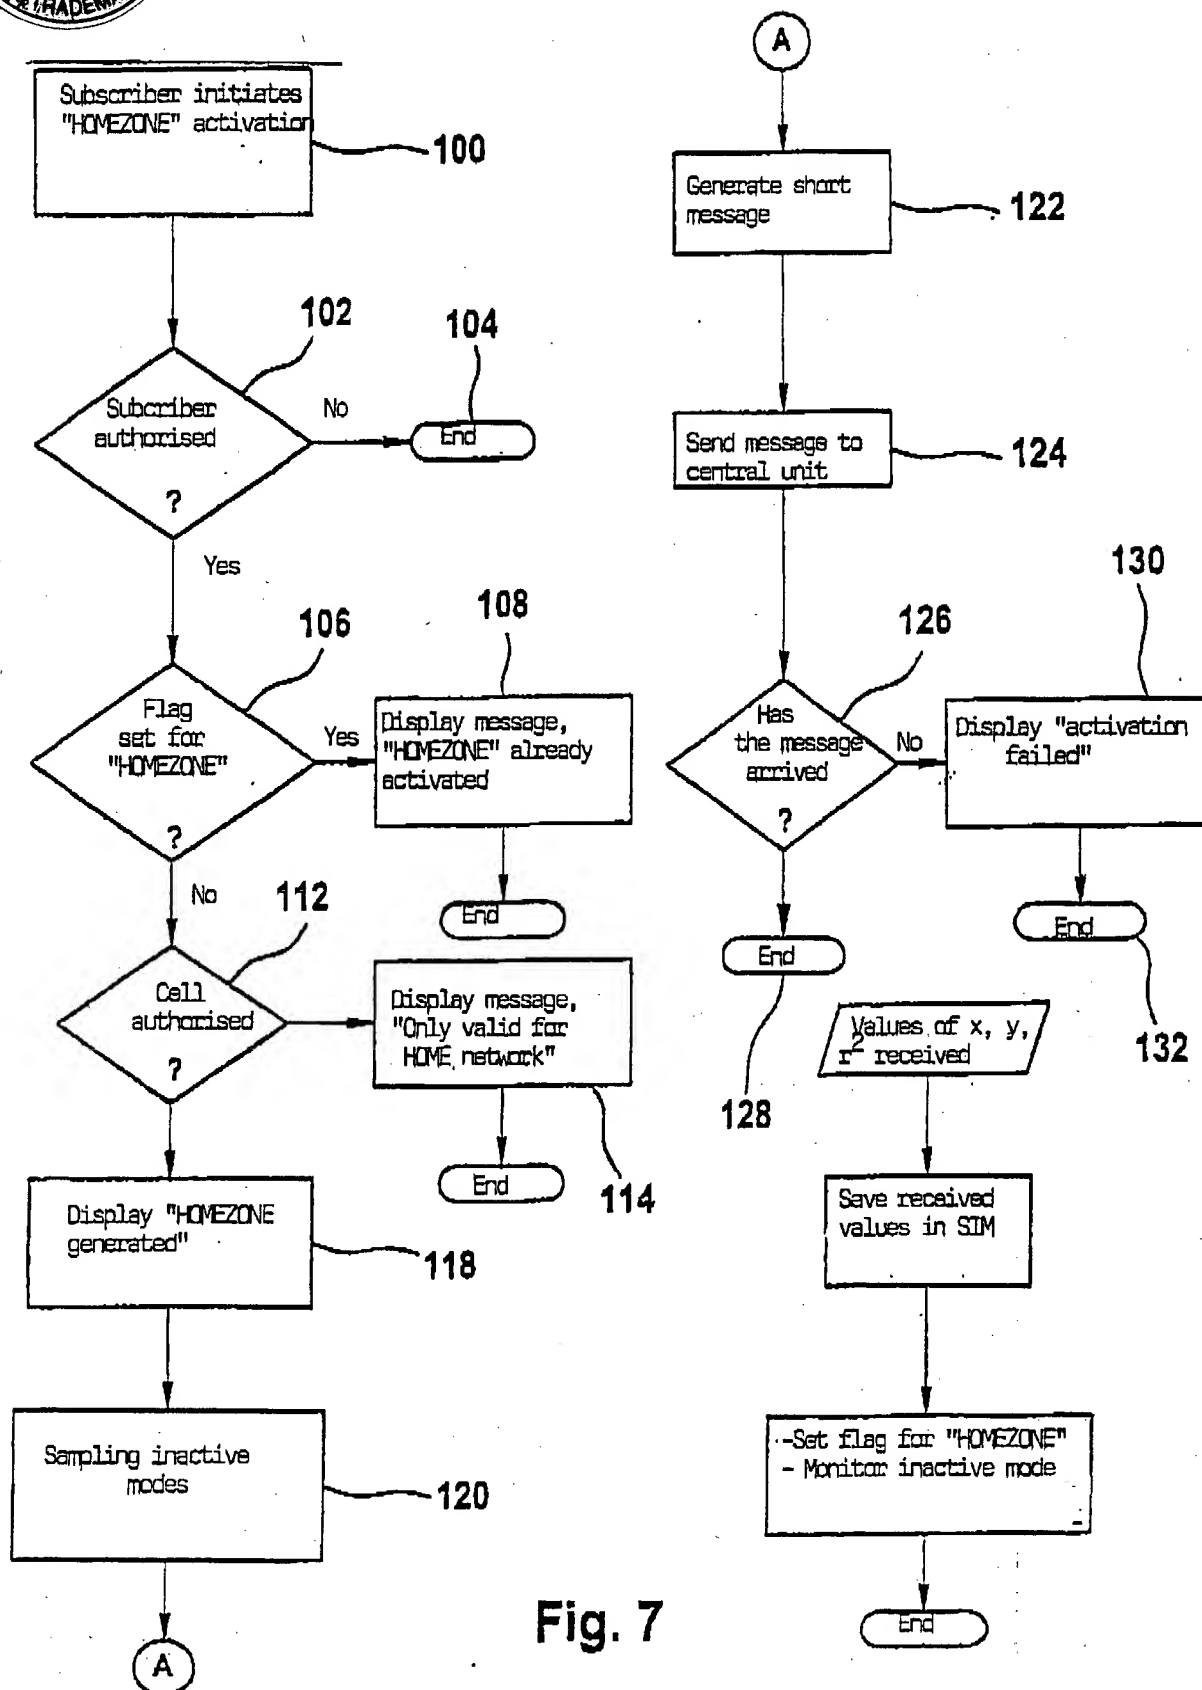 TRADEMA
Subscriber initiates
"HOMEZONE" activation
100
102
104
Subcriber
authorised
?
No
End
Yes
106
108
Flag
set for
"HOMEZONE"
?
Yes
Display message,
"HOMEZONE" already
activated
End
No
112
Cell
authorised
?
Display message,
"Only valid for
HOME network"
End
114
Display "HOMEZONE
generated"
118
Sampling inactive
modes
120
A
A
Generate short
message
122
Send message to
central unit
124
126
130
Has
the message
arrived
?
No
Display "activation
failed"
End
128
End
132
Values of x, y,
r² received
Save received
values in SIM
-Set flag for "HOMEZONE"
- Monitor inactive mode
End
Fig. 7